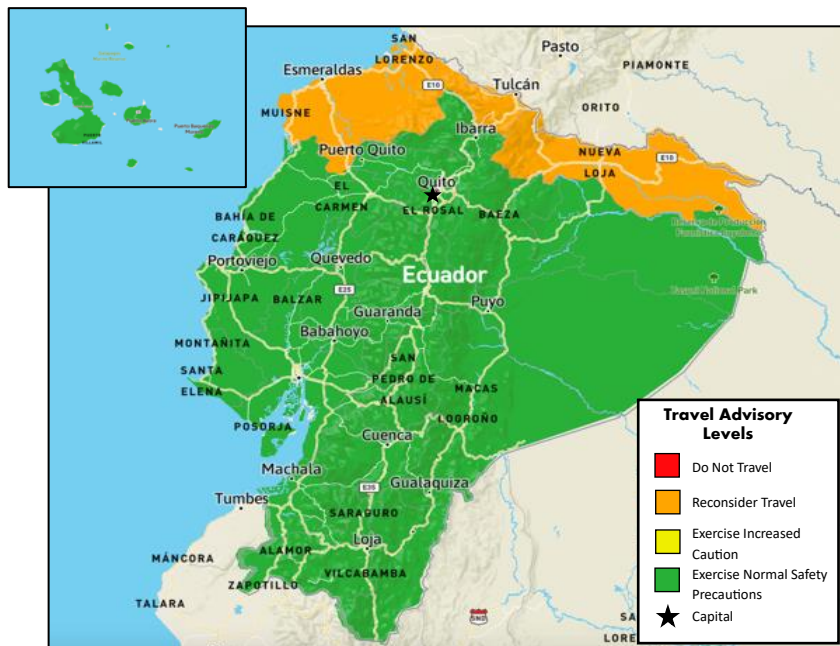 SAN
LORENZO
Pasto
Esmeraldas
PIAMONTE
E10
Tulcán
ORITO
MUISNE
Ibarra
NUEVA
E10
Puerto Quito
LOJA
Quito
EL
CARMEN
EL ROSAL
BAEZA
BAHÍA DE
CARÁQUEZ
Portoviejo
Quevedo
Ecuador
Yasuní National Park
JIPIJAPA
BALZAR
E25
Guaranda
Puyo
Babahoyo
MONTAÑITA
SAN
PEDRO DE
ALAUSÍ
SANTA
ELENA
MACAS
LOGROÑO
POSORJA
Cuenca
Machala
E35
Gualaquiza
Tumbes
SARAGURO
Loja
MÁNCORA
ALAMOR
ZAPOTILLO
VILCABAMBA
TALARA
Travel Advisory
Levels
Do Not Travel
Reconsider Travel
Exercise Increased
Caution
Exercise Normal Safety
Precautions
Capital